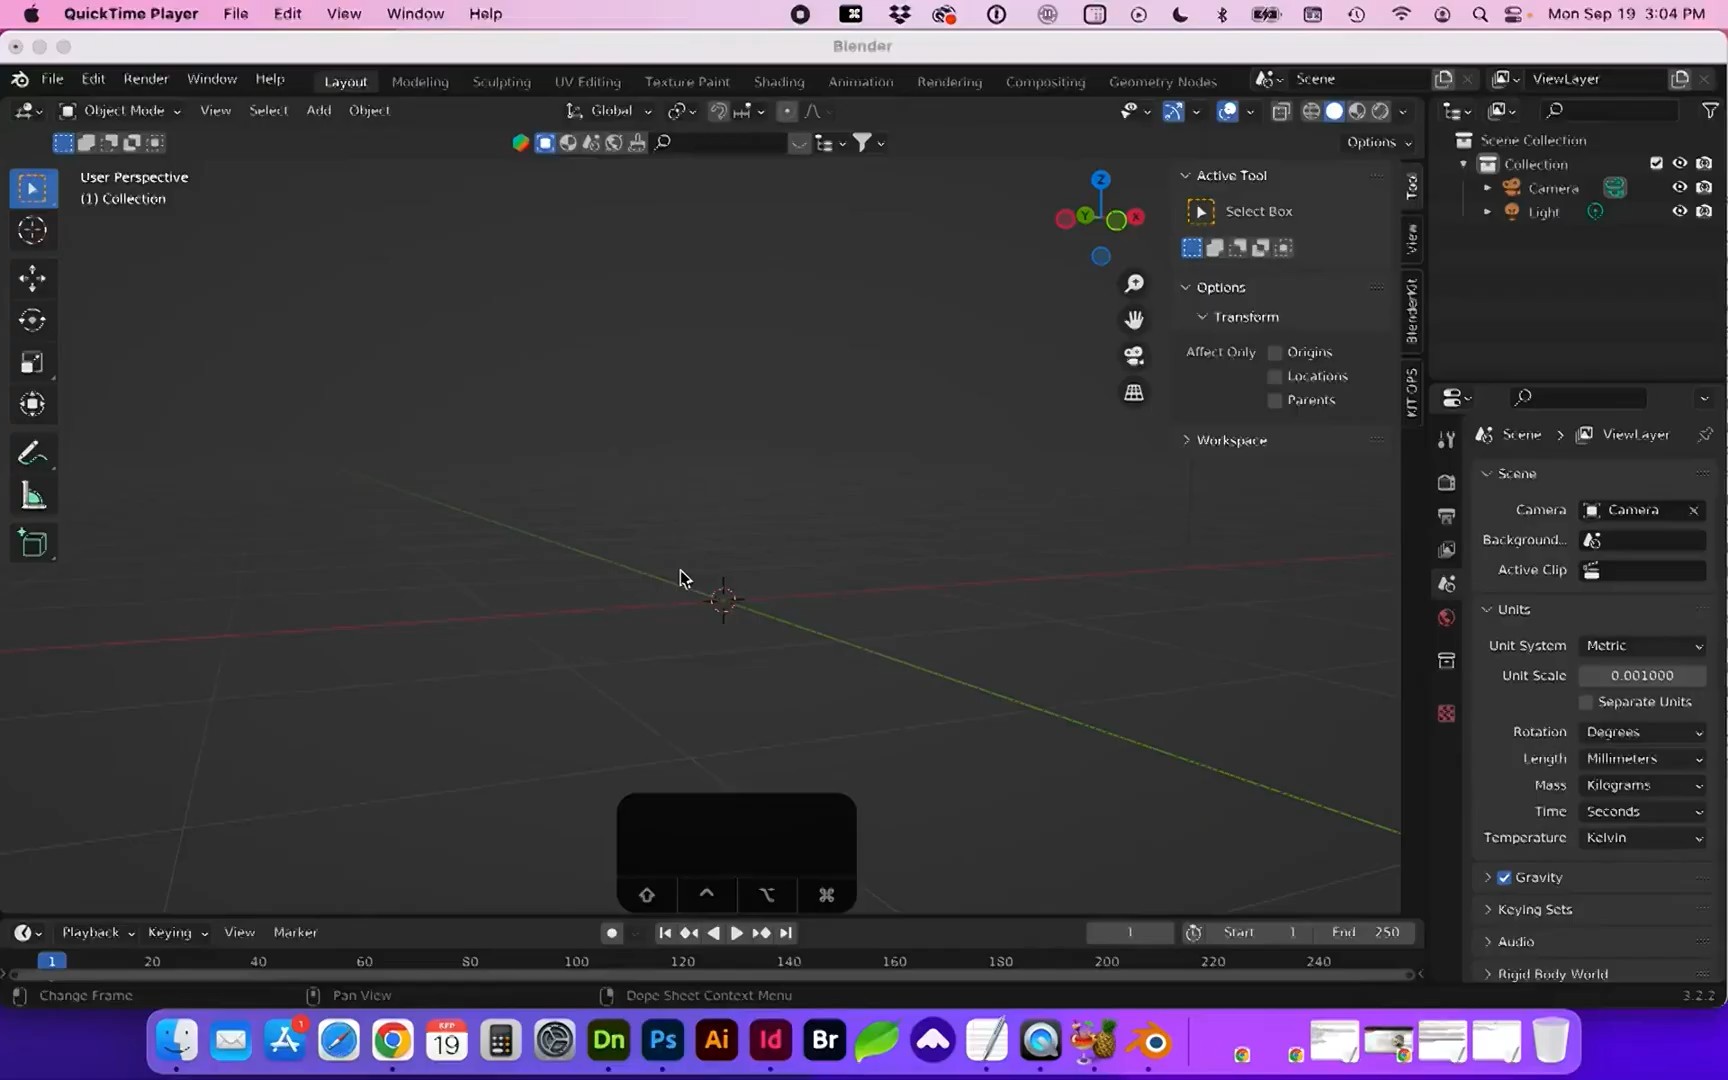 QuickTime Player File Edit View Window Help Mon Sep 19 3:04 PM
Blender
File Edit Render Window Help Layout Modeling Sculpting UV Editing Texture Paint Shading Animation Rendering Compositing Geometry Nodes Scene ViewLayer
Object Mode View Select Add Object Global
Options
User Perspective
(1) Collection
Active Tool
Select Box
Options
Transform
Affect Only Origins
Locations
Parents
Workspace
Tool
View
BlenderKit
KIT OPS
Scene Collection
Collection
Camera
Light
Scene > ViewLayer
Scene
Camera Camera
Background...
Active Clip
Units
Unit System Metric
Unit Scale 0.001000
Separate Units
Rotation Degrees
Length Millimeters
Mass Kilograms
Time Seconds
Temperature Kelvin
Gravity
Keying Sets
Audio
Rigid Body World
Playback Keying View Marker 1 Start 1 End 250
1 20 40 60 80 100 120 140 160 180 200 220 240
Change Frame Pan View Dope Sheet Context Menu 3.2.2
1 SEP 19 Dn Ps Ai Id Br